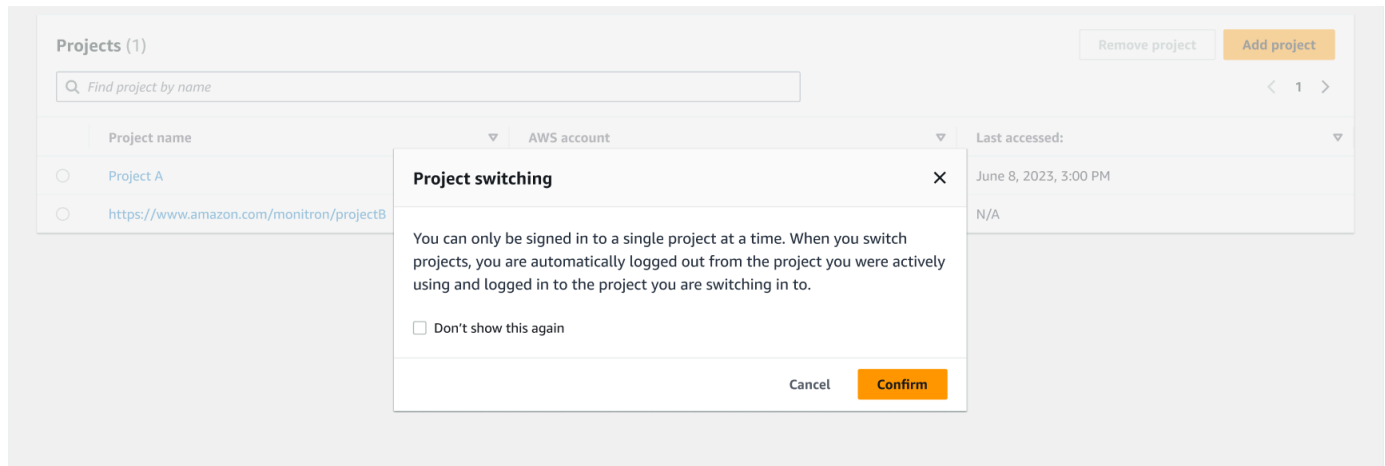 Projects (1)
Remove project
Add project
Find project by name
1
Project name
AWS account
Last accessed:
Project A
June 8, 2023, 3:00 PM
https://www.amazon.com/monitron/projectB
N/A
Project switching
You can only be signed in to a single project at a time. When you switch
projects, you are automatically logged out from the project you were actively
using and logged in to the project you are switching in to.
Don't show this again
Cancel
Confirm